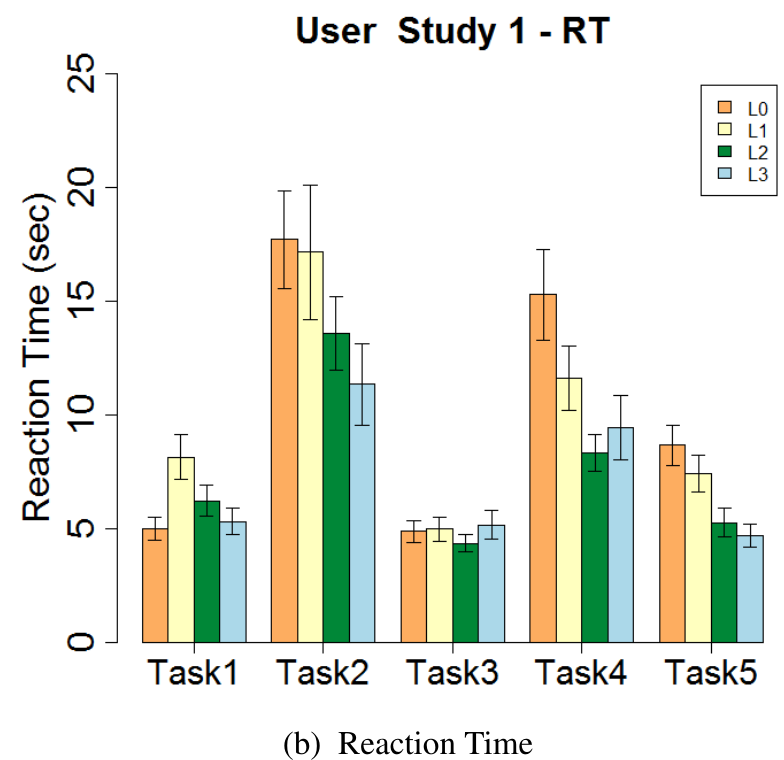 User Study 1 - RT
Reaction Time (sec)
25
20
15
10
5
0
L0
L1
L2
L3
Task1 Task2 Task3 Task4 Task5
(b) Reaction Time